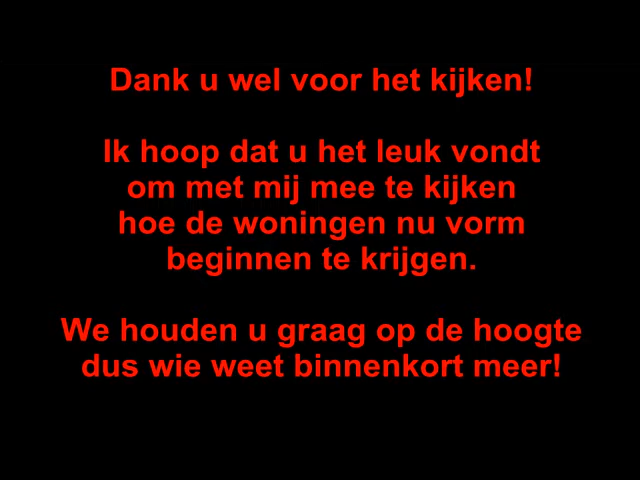 Dank u wel voor het kijken!
Ik hoop dat u het leuk vondt
om met mij mee te kijken
hoe de woningen nu vorm
beginnen te krijgen.
We houden u graag op de hoogte
dus wie weet binnenkort meer!